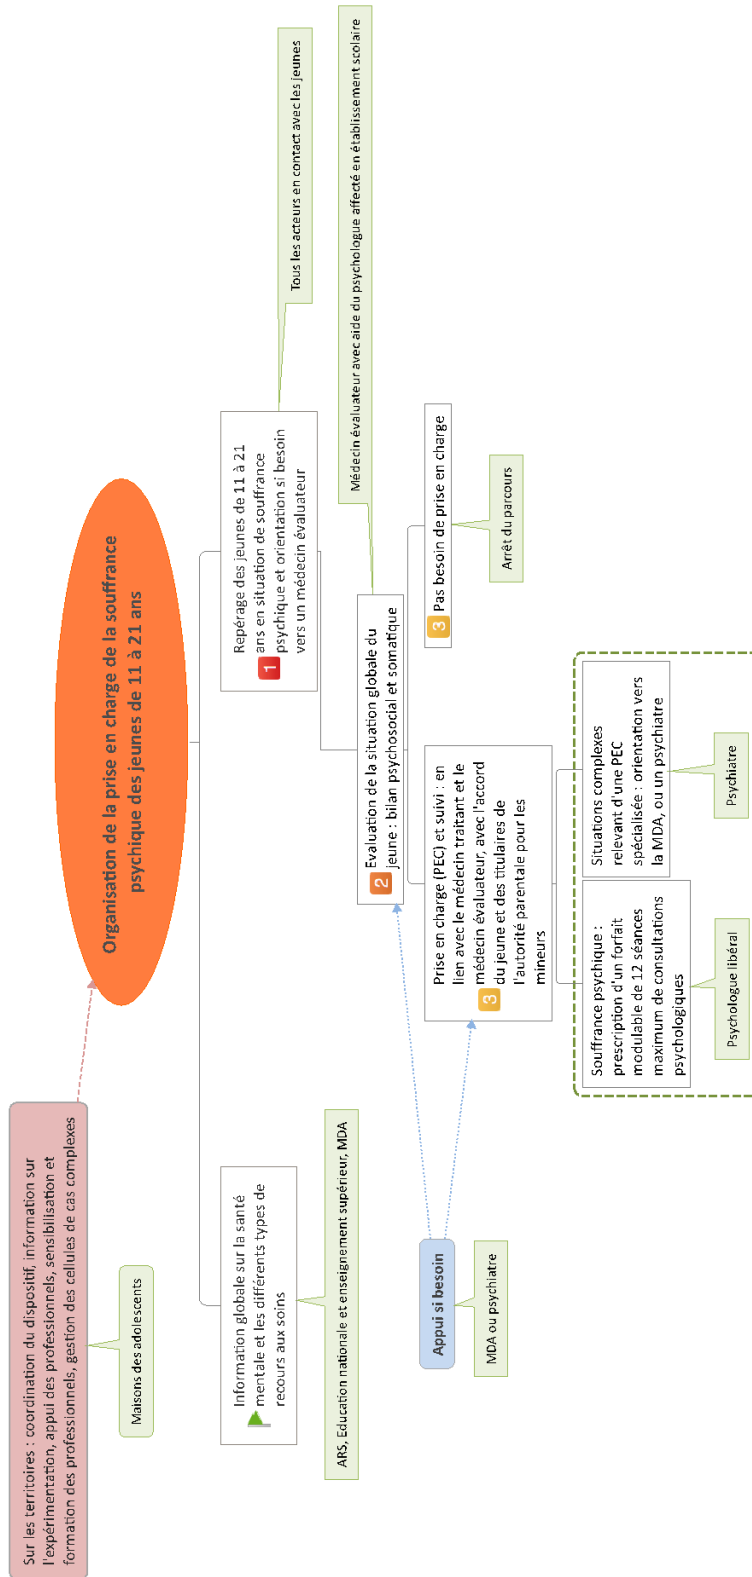 Sur les territoires : coordination du dispositif, information sur
l'expérimentation, appui des professionnels, sensibilisation et
formation des professionnels, gestion des cellules de cas complexes
Maisons des adolescents
Organisation de la prise en charge de la souffrance
psychique des jeunes de 11 à 21 ans
Information globale sur la santé
mentale et les différents types de
recours aux soins
ARS, Education nationale et enseignement supérieur, MDA
Repérage des jeunes de 11 à 21
ans en situation de souffrance
psychique et orientation si besoin
vers un médecin évaluateur
1
Tous les acteurs en contact avec les jeunes
Evaluation de la situation globale du
jeune : bilan psychosocial et somatique
2
Médecin évaluateur avec aide du psychologue affecté en établissement scolaire
Appui si besoin
MDA ou psychiatre
Prise en charge (PEC) et suivi : en
lien avec le médecin traitant et le
médecin évaluateur, avec l'accord
du jeune et des titulaires de
l'autorité parentale pour les
mineurs
3
3 Pas besoin de prise en charge
Arrêt du parcours
Souffrance psychique :
prescription d'un forfait
modulable de 12 séances
maximum de consultations
psychologiques
Psychologue libéral
Situations complexes
relevant d'une PEC
spécialisée : orientation vers
la MDA, ou un psychiatre
Psychiatre